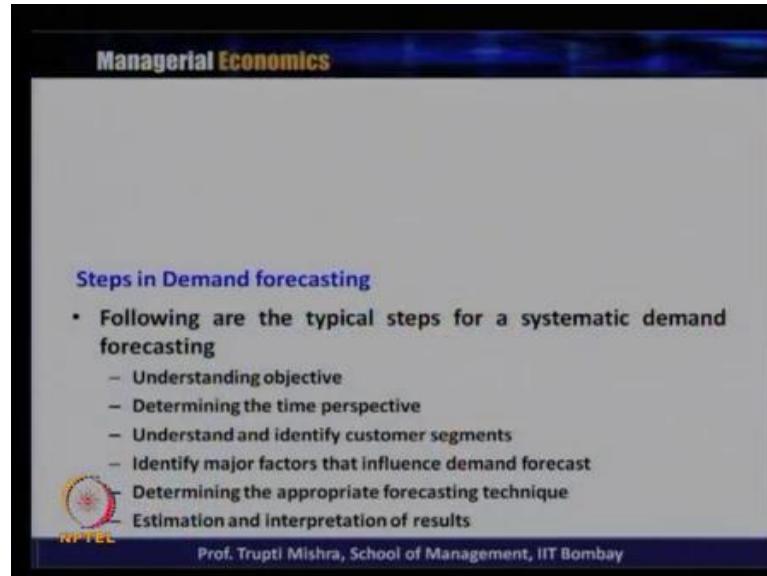 Managerial Economics
Steps in Demand forecasting
• Following are the typical steps for a systematic demand
forecasting
– Understanding objective
– Determining the time perspective
– Understand and identify customer segments
– Identify major factors that influence demand forecast
– Determining the appropriate forecasting technique
– Estimation and interpretation of results
NPTEL
Prof. Trupti Mishra, School of Management, IIT Bombay